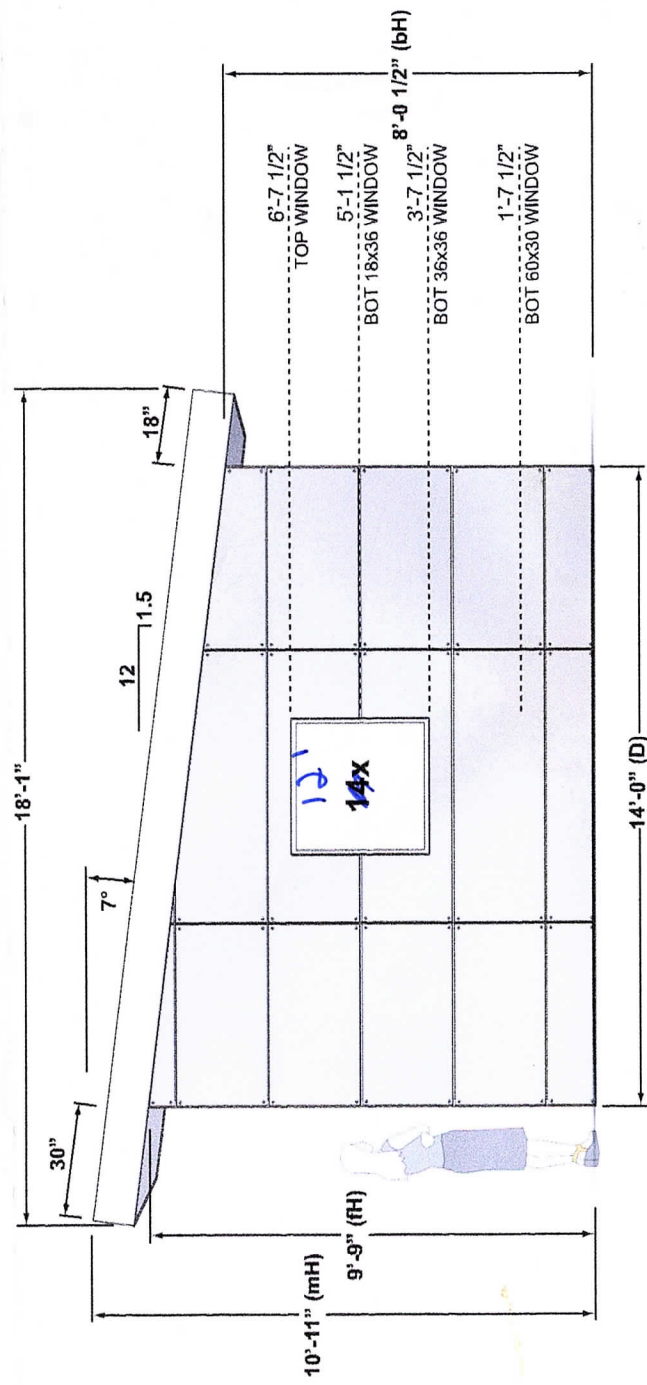 18'-1"
30"
7°
12
1.5
18"
10'-11" (mH)
9'-9" (fH)
12'
14x
6'-7 1/2"
TOP WINDOW
5'-1 1/2"
BOT 18x36 WINDOW
8'-0 1/2" (bH)
3'-7 1/2"
BOT 36x36 WINDOW
1'-7 1/2"
BOT 60x30 WINDOW
14'-0" (D)